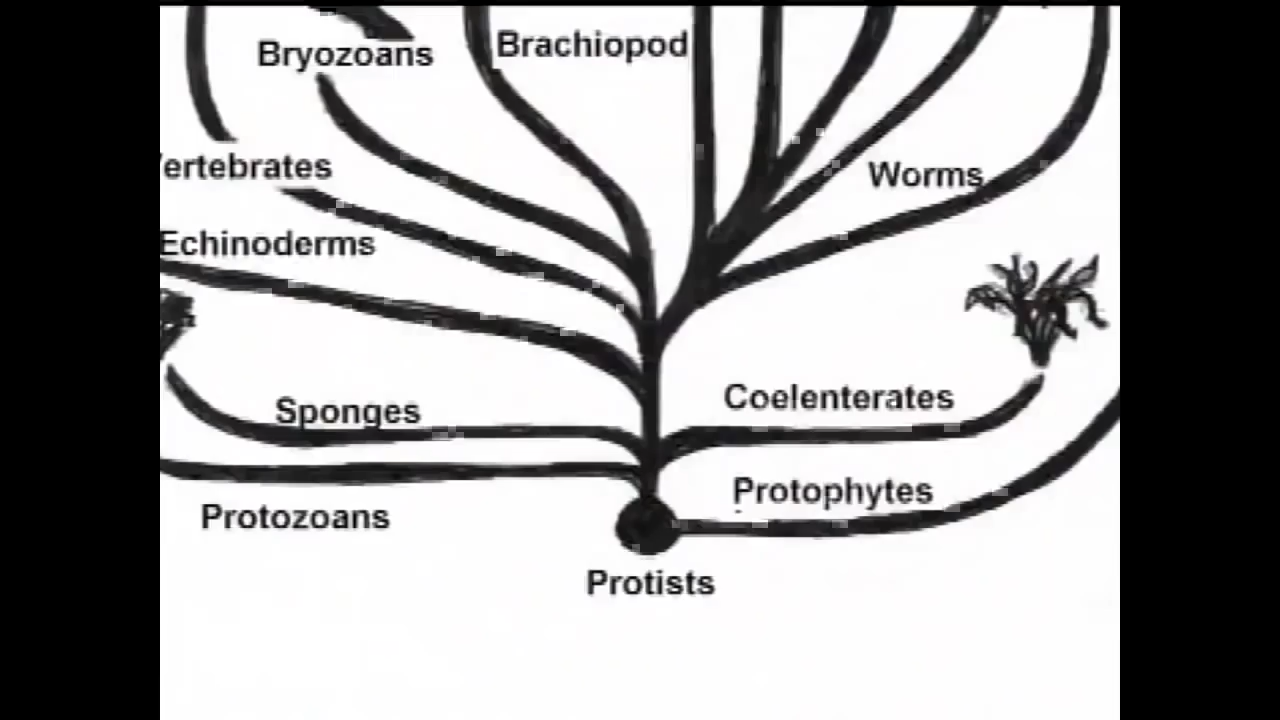 Bryozoans
Brachiopod
ertebrates
Worms
Echinoderms
Sponges
Coelenterates
Protozoans
Protophytes
Protists